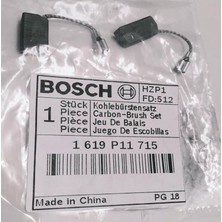 BOSCH
HZP1
FD:512
1
Stück Kohlebürstensatz
Piece Carbon-Brush Set
Pièce Jeu De Balais
Pieza Juego De Escobillas
1 619 P11 715
Made in China
PG 18